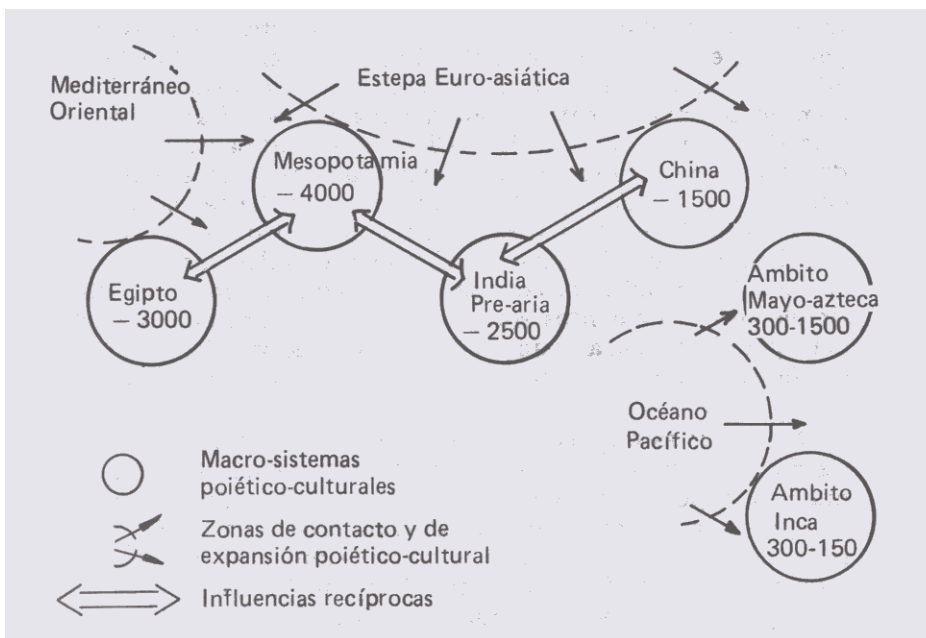 Mediterráneo
Oriental
Estepa Euro-asiática
Mesopotamia
– 4000
China
– 1500
Egipto
– 3000
India
Pre-aria
– 2500
Ambito
Mayo-azteca
300-1500
Océano
Pacífico
Ambito
Inca
300-150
Macro-sistemas
poiético-culturales
Zonas de contacto y de
expansión poiético-cultural
Influencias recíprocas